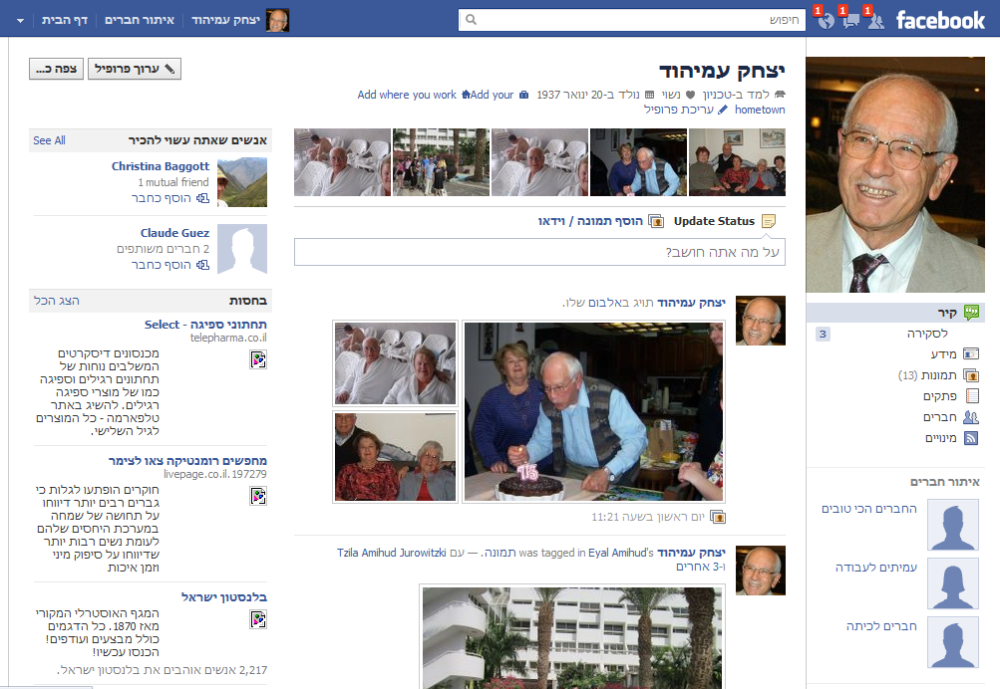 facebook
1
1
1
חיפוש
יצחק עמיהוד
איתור חברים
דף הבית
יצחק עמיהוד
ערוך פרופיל
צפה כ...
למד ב-טכניון נשוי נולד ב-20 ינואר 1937 Add where you work Add your
hometown עריכת פרופיל
Update Status הוסף תמונה / וידאו
על מה אתה חושב?
יצחק עמיהוד תויג באלבום שלו.
יום ראשון בשעה 11:21
יצחק עמיהוד was tagged in Eyal Amihud's תמונה. — עם Tzila Amihud Jurowitzki
ו-3 אחרים
קיר
לסקירה 3
מידע
תמונות (13)
פתקים
חברים
מינויים
איתור חברים
החברים הכי טובים
עמיתים לעבודה
חברים לכיתה
אנשים שאתה עשוי להכיר See All
Christina Baggott
1 mutual friend
הוסף כחבר
Claude Guez
2 חברים משותפים
הוסף כחבר
בחסות הצג הכל
תחתוני ספיגה - Select
telepharma.co.il
מכנסונים דיסקרטים
המשלבים נוחות של
תחתונים רגילים וספיגה
כמו של מוצרי ספיגה
רגילים. להשיג באתר
טלפארמה - כל המוצרים
לגיל השלישי.
מחפשים רומנטיקה צאו לצימר
livepage.co.il.197279
חוקרים הופתעו לגלות כי
גברים רבים יותר דיווחו
על תחושה של שמחה
במערכת היחסים שלהם
לעומת נשים רבות יותר
שדיווחו על סיפוק מיני
וזמן איכות
בלנסטון ישראל
המגף האוסטרלי המקורי
מאז 1870. כל הדגמים
כולל מבצעים ועודפים!
הכנסו עכשיו!
2,217 אנשים אוהבים את בלנסטון ישראל.